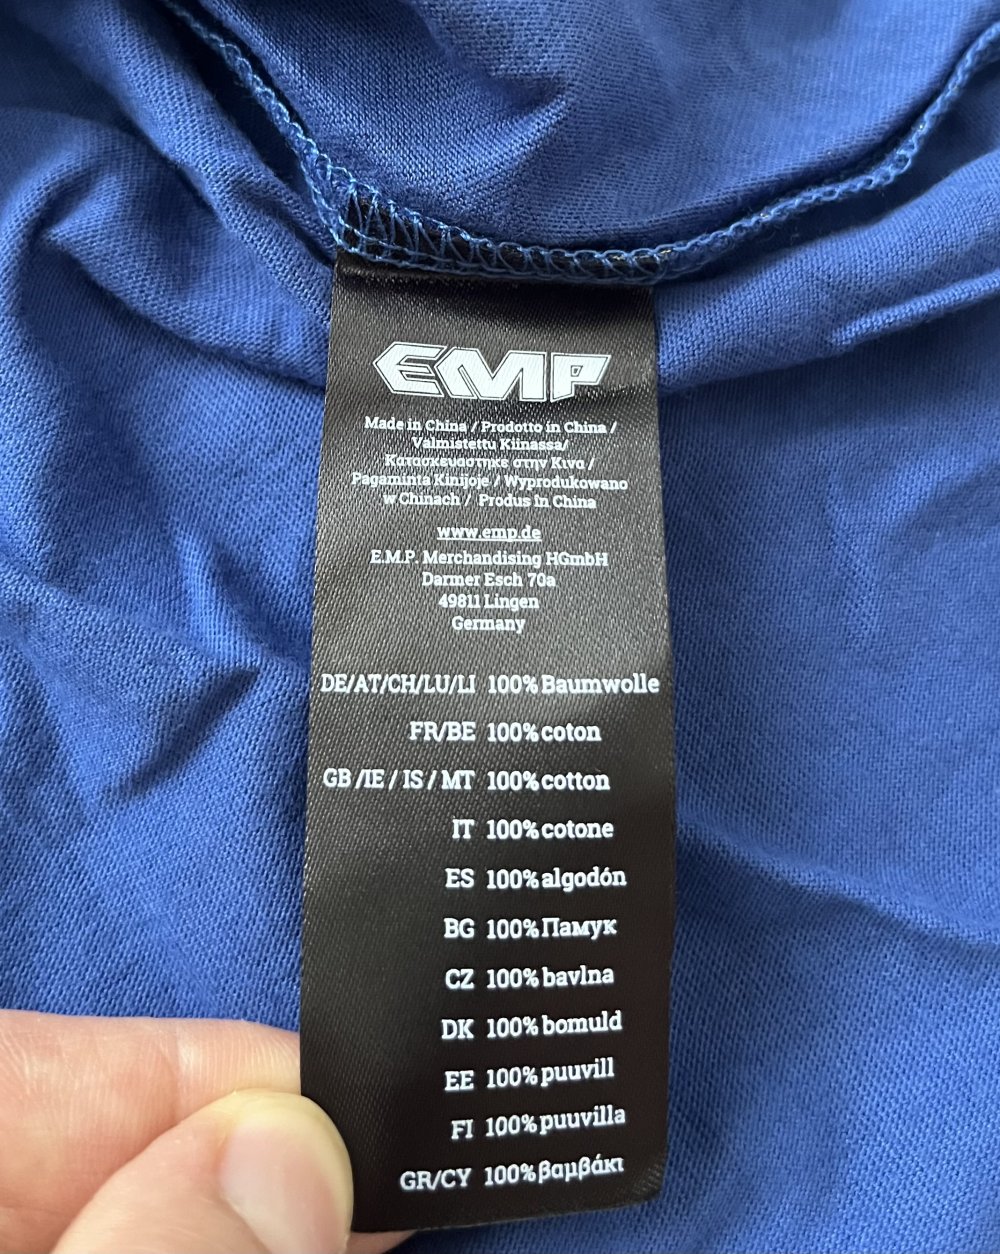 EMP
Made in China / Prodotto in China /
Valmistettu Kiinassa/
Κατασκευάστηκε στην Κίνα /
Pagaminta Kinijoje / Wyprodukowano
w Chinach / Produs în China
www.emp.de
E.M.P. Merchandising HGmbH
Darmer Esch 70a
49811 Lingen
Germany
DE/AT/CH/LU/LI 100% Baumwolle
FR/BE 100% coton
GB /IE / IS / MT 100% cotton
IT 100% cotone
ES 100% algodón
BG 100% Памук
CZ 100% bavlna
DK 100% bomuld
EE 100% puuvill
FI 100% puuvilla
GR/CY 100% βαμβάκι